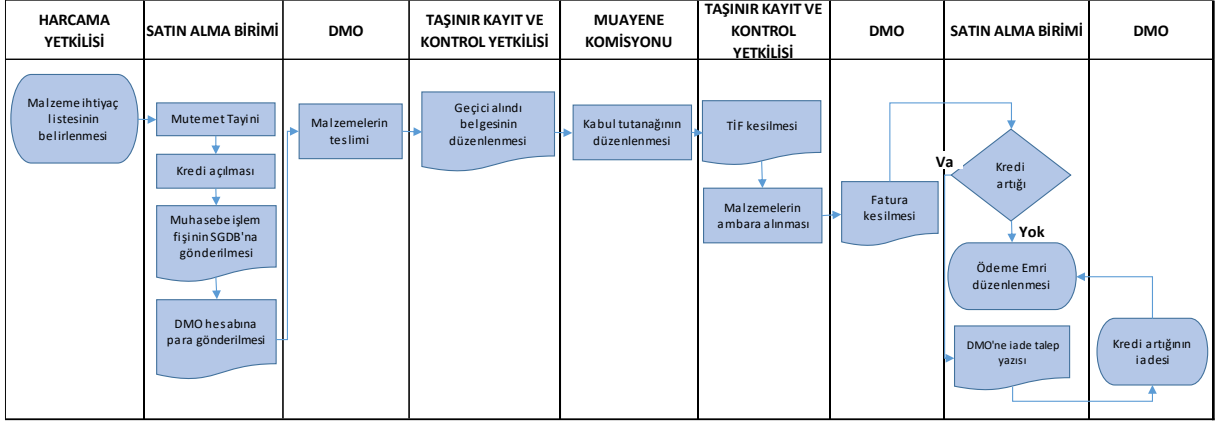 HARCAMA
YETKİLİSİ
SATIN ALMA BİRİMİ
DMO
TAŞINIR KAYIT VE
KONTROL YETKİLİSİ
MUAYENE
KOMİSYONU
TAŞINIR KAYIT VE
KONTROL
YETKİLİSİ
DMO
SATIN ALMA BİRİMİ
DMO
Malzeme ihtiyaç
listesinin
belirlenmesi
Mutemet Tayini
Kredi açılması
Muhasebe işlem
fişinin SGDB'na
gönderilmesi
DMO hesabına
para gönderilmesi
Malzemelerin
teslimi
Geçici alındı
belgesinin
düzenlenmesi
Kabul tutanağının
düzenlenmesi
TİF kesilmesi
Malzemelerin
ambara alınması
Fatura
kesilmesi
Kredi
artığı
Va
Yok
Ödeme Emri
düzenlenmesi
DMO'ne iade talep
yazısı
Kredi artığının
iadesi